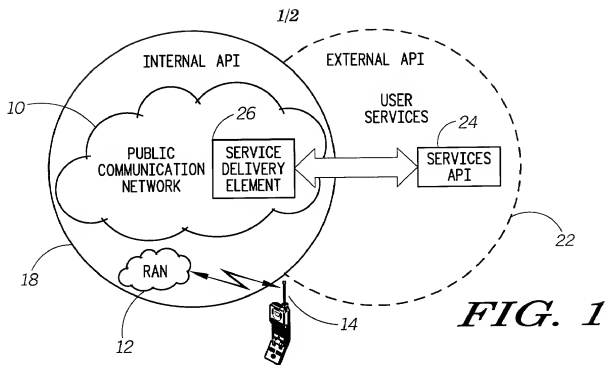 1/2
INTERNAL API
EXTERNAL API
USER
SERVICES
10
26
24
PUBLIC
COMMUNICATION
NETWORK
SERVICE
DELIVERY
ELEMENT
SERVICES
API
22
18
RAN
12
14
FIG. 1